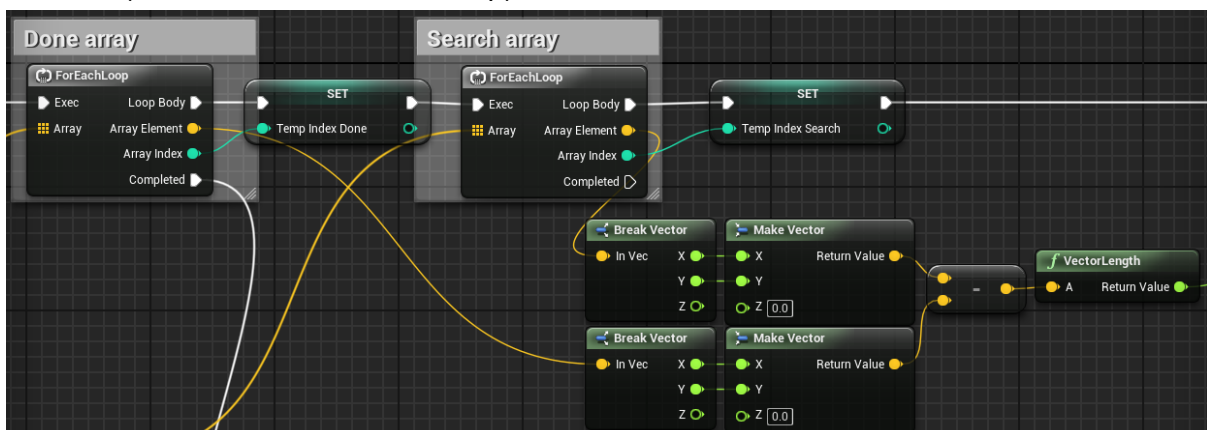 Done array
Search array
ForEachLoop
Exec Loop Body
Array Array Element
Array Index
Completed
SET
Temp Index Done
ForEachLoop
Exec Loop Body
Array Array Element
Array Index
Completed
SET
Temp Index Search
Break Vector
In Vec X
Y
Z
Make Vector
X Return Value
Y
Z 0.0
-
f VectorLength
A Return Value
Break Vector
In Vec X
Y
Z
Make Vector
X Return Value
Y
Z 0.0